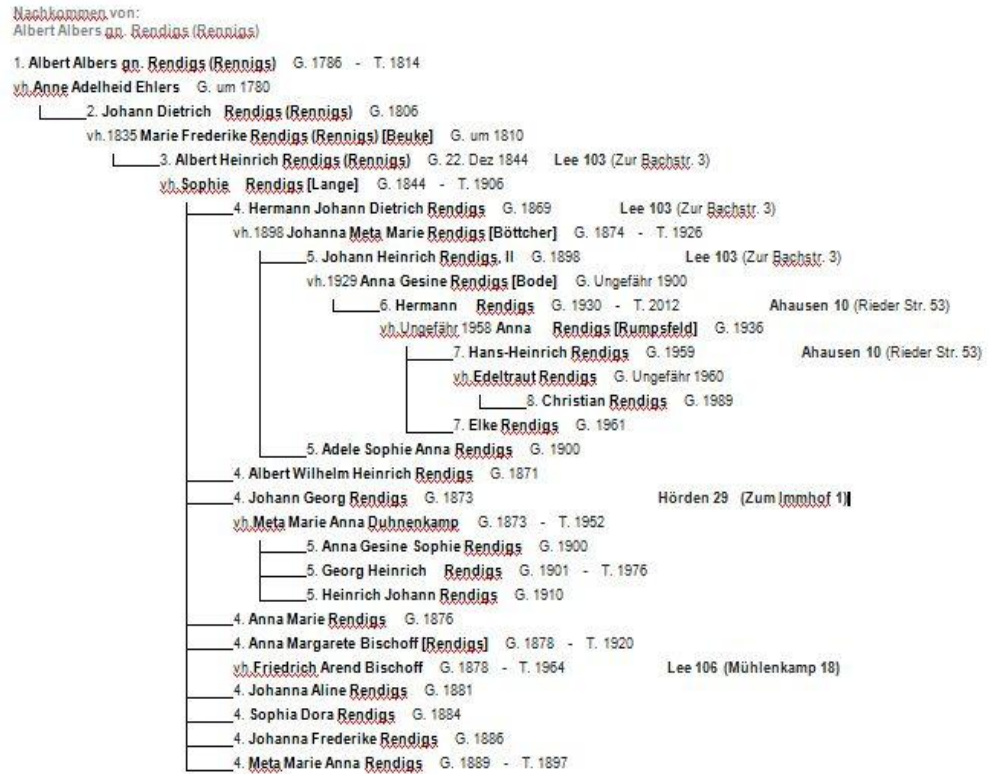 Nachkommen von:
Albert Albers gn. Rendigs (Rennigs)
1. Albert Albers gn. Rendigs (Rennigs) G. 1786 - T. 1814
vh. Anne Adelheid Ehlers G. um 1780
2. Johann Dietrich Rendigs (Rennigs) G. 1806
vh.1835 Marie Frederike Rendigs (Rennigs) [Beuke] G. um 1810
3. Albert Heinrich Rendigs (Rennigs) G. 22. Dez 1844 Lee 103 (Zur Bachstr. 3)
vh. Sophie Rendigs [Lange] G. 1844 - T. 1906
4. Hermann Johann Dietrich Rendigs G. 1869 Lee 103 (Zur Bachstr. 3)
vh.1898 Johanna Meta Marie Rendigs [Böttcher] G. 1874 - T. 1926
5. Johann Heinrich Rendigs, II G. 1898 Lee 103 (Zur Bachstr. 3)
vh.1929 Anna Gesine Rendigs [Bode] G. Ungefähr 1900
6. Hermann Rendigs G. 1930 - T. 2012 Ahausen 10 (Rieder Str. 53)
vh.Ungefähr 1958 Anna Rendigs [Rumpsfeld] G. 1936
7. Hans-Heinrich Rendigs G. 1959 Ahausen 10 (Rieder Str. 53)
vh. Edeltraut Rendigs G. Ungefähr 1960
8. Christian Rendigs G. 1989
7. Elke Rendigs G. 1961
5. Adele Sophie Anna Rendigs G. 1900
4. Albert Wilhelm Heinrich Rendigs G. 1871
4. Johann Georg Rendigs G. 1873 Hörden 29 (Zum Immhof 1)
vh. Meta Marie Anna Duhnenkamp G. 1873 - T. 1952
5. Anna Gesine Sophie Rendigs G. 1900
5. Georg Heinrich Rendigs G. 1901 - T. 1976
5. Heinrich Johann Rendigs G. 1910
4. Anna Marie Rendigs G. 1876
4. Anna Margarete Bischoff [Rendigs] G. 1878 - T. 1920
vh. Friedrich Arend Bischoff G. 1878 - T. 1964 Lee 106 (Mühlenkamp 18)
4. Johanna Aline Rendigs G. 1881
4. Sophia Dora Rendigs G. 1884
4. Johanna Frederike Rendigs G. 1886
4. Meta Marie Anna Rendigs G. 1889 - T. 1897